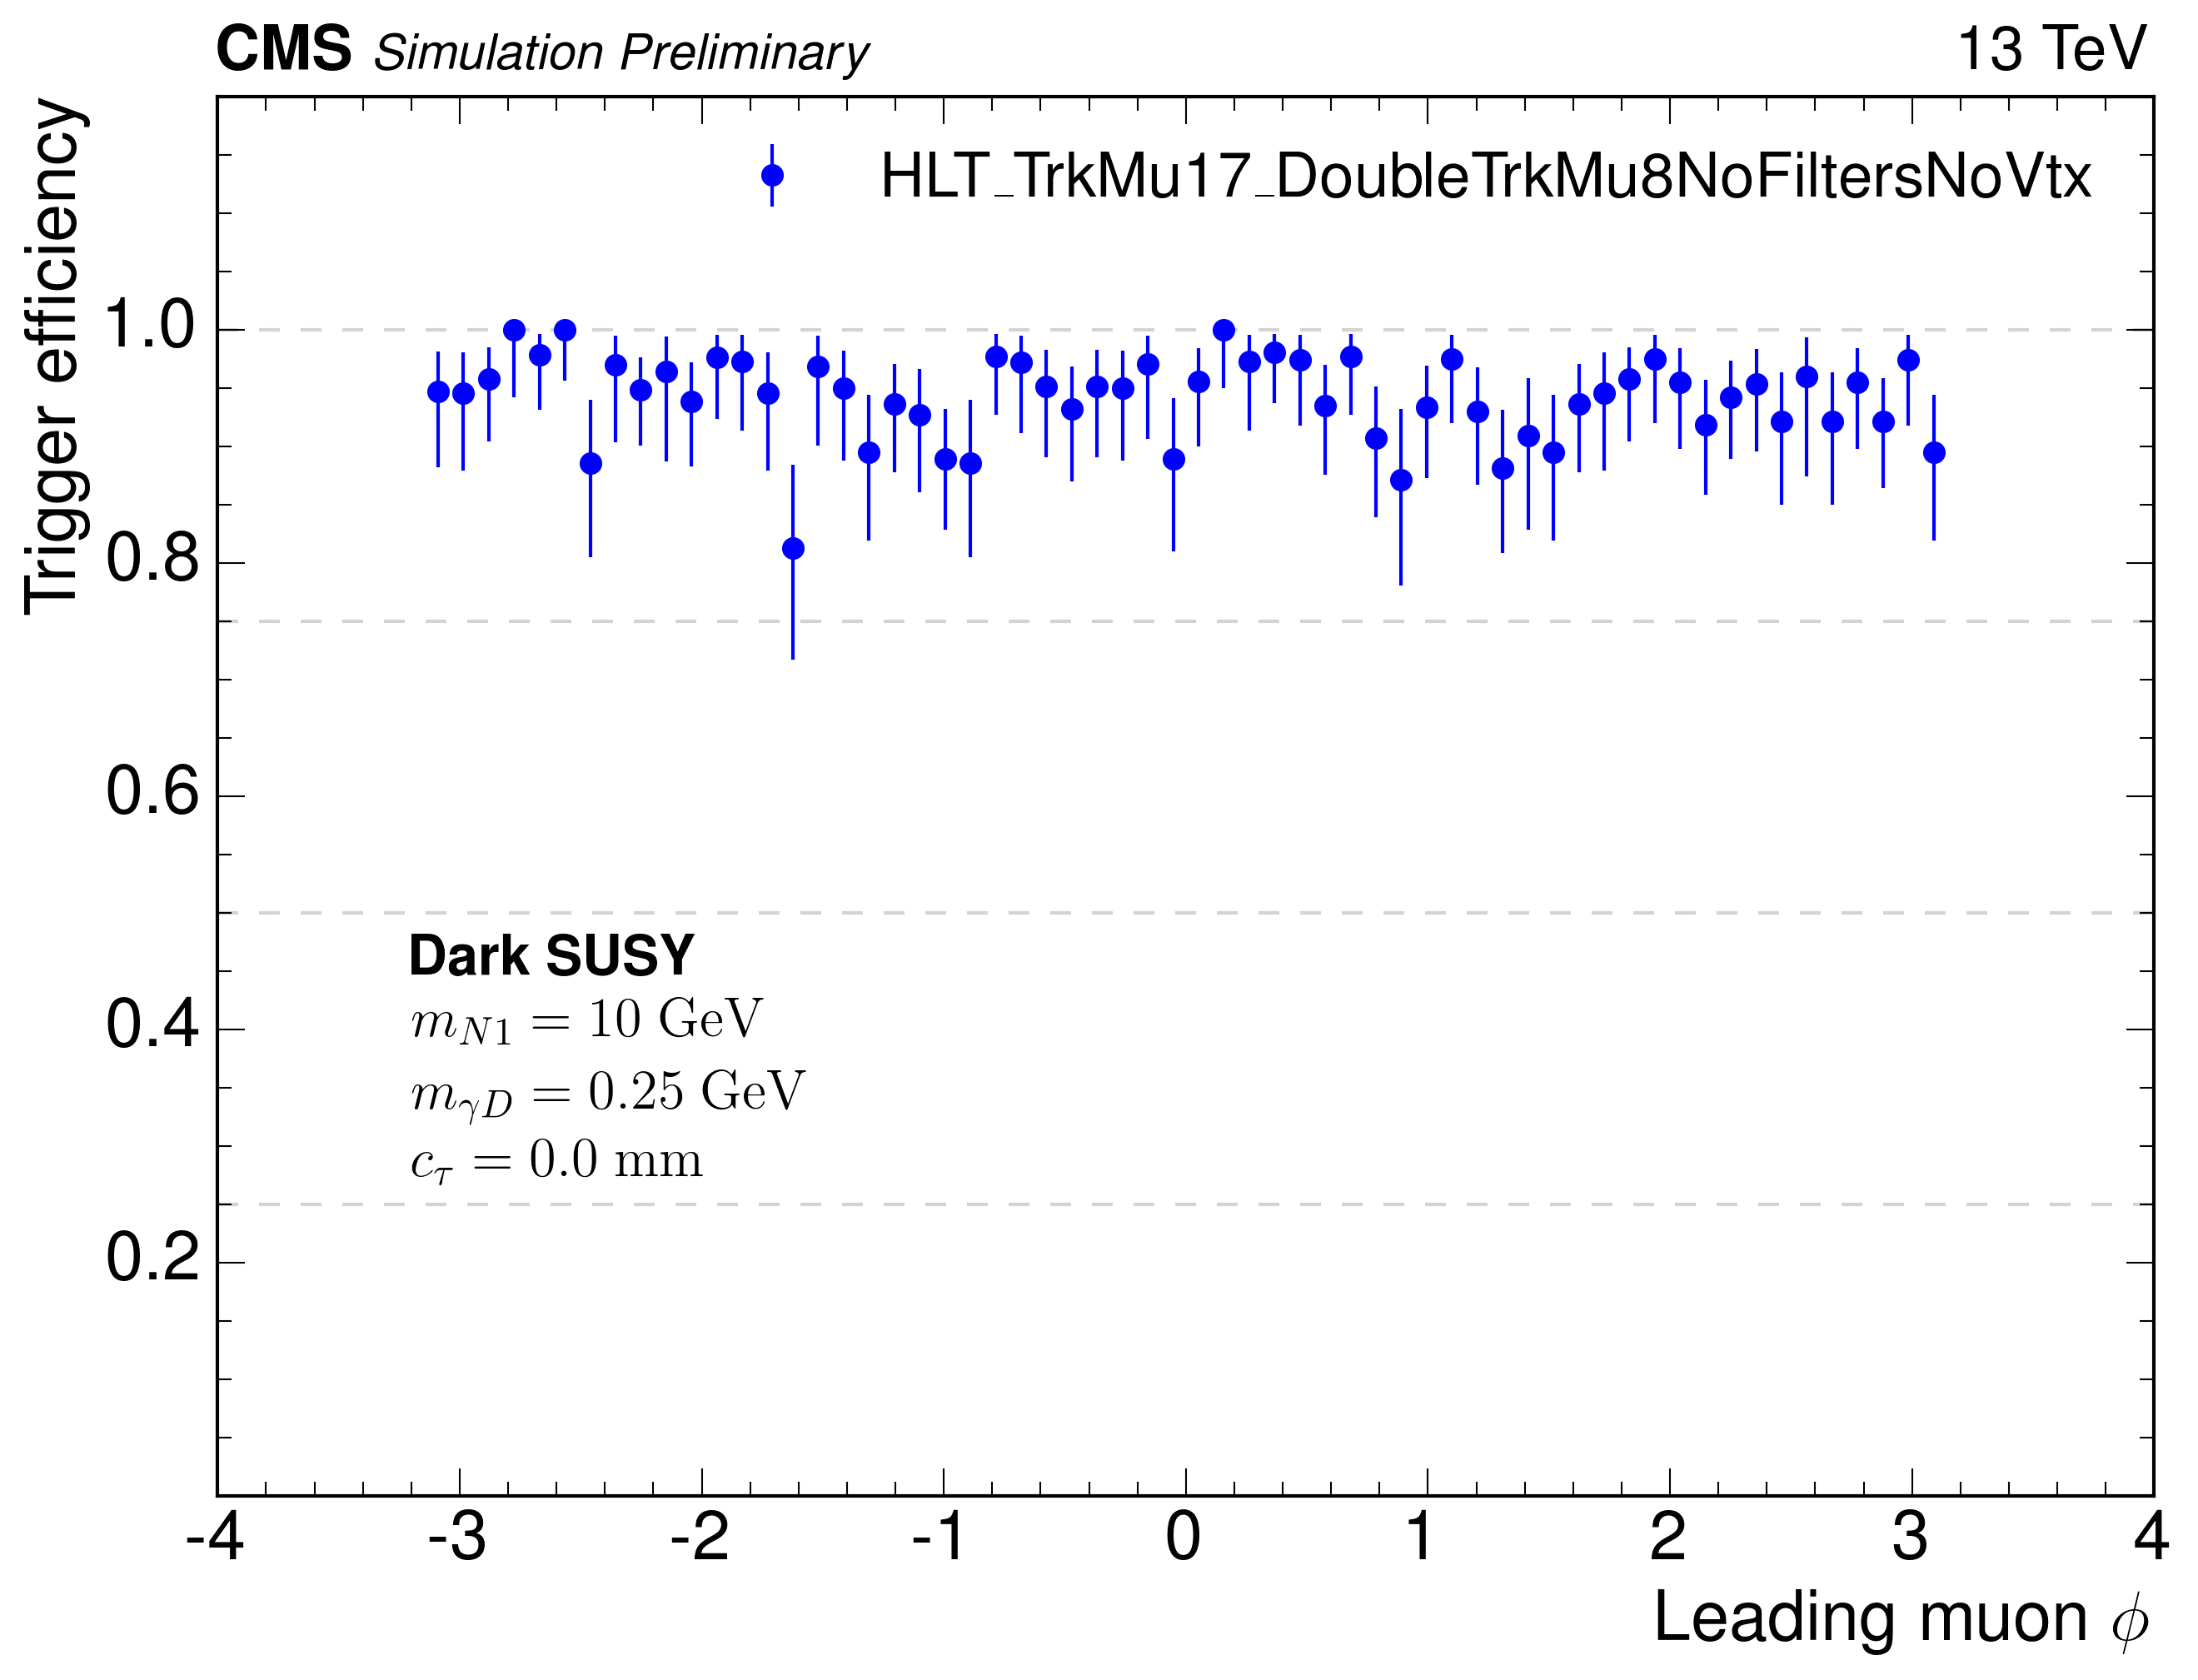 CMS Simulation Preliminary 13 TeV
Trigger efficiency
HLT_TrkMu17_DoubleTrkMu8NoFiltersNoVtx
1.0
0.8
0.6
0.4
0.2
Dark SUSY
m_{N1} = 10 GeV
m_{γD} = 0.25 GeV
c_τ = 0.0 mm
-4 -3 -2 -1 0 1 2 3 4
Leading muon ϕ